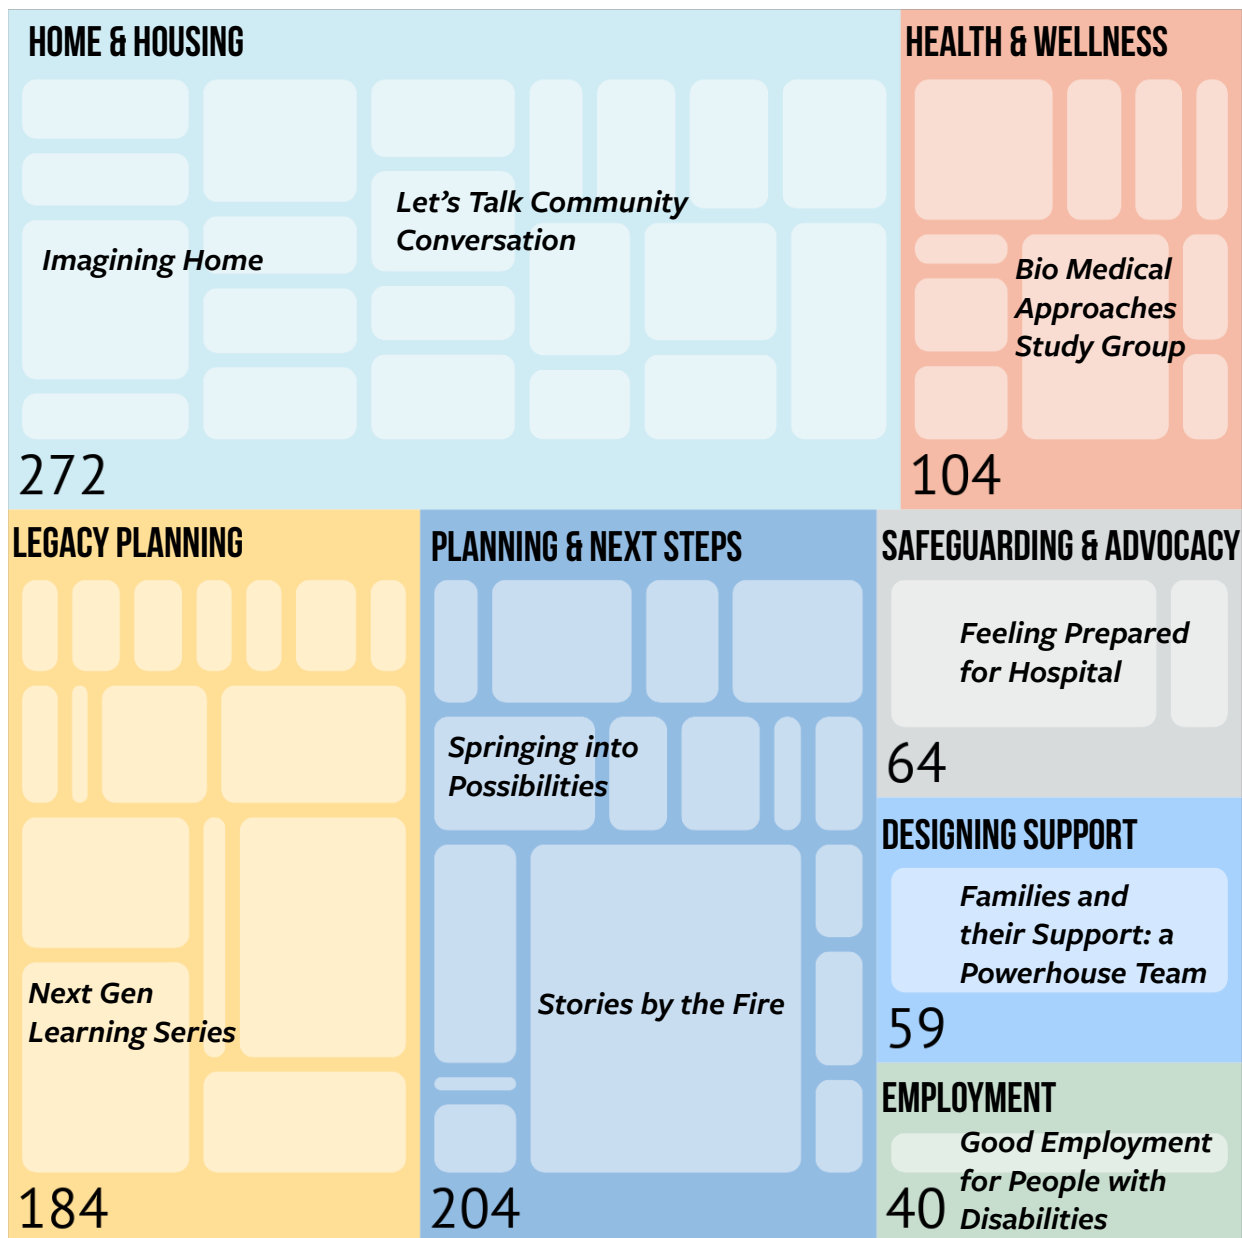 HOME & HOUSING
Imagining Home
Let’s Talk Community
Conversation
272
HEALTH & WELLNESS
Bio Medical
Approaches
Study Group
104
LEGACY PLANNING
Next Gen
Learning Series
184
PLANNING & NEXT STEPS
Springing into
Possibilities
Stories by the Fire
204
SAFEGUARDING & ADVOCACY
Feeling Prepared
for Hospital
64
DESIGNING SUPPORT
Families and
their Support: a
Powerhouse Team
59
EMPLOYMENT
Good Employment
for People with
Disabilities
40